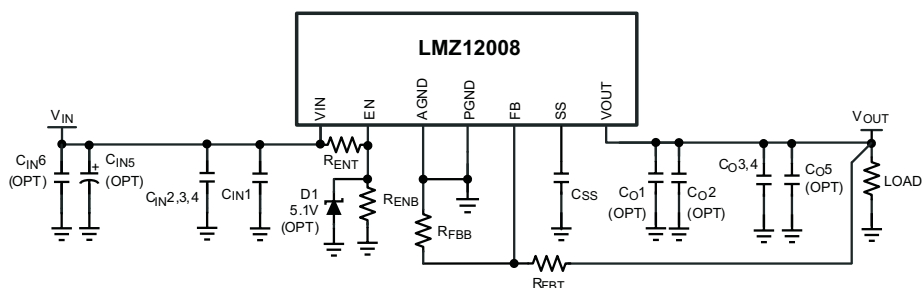 LMZ12008
VIN
EN
AGND
PGND
FB
SS
VOUT
VIN
VOUT
RENT
CIN6
(OPT)
+
CIN5
(OPT)
CIN2,3,4
CIN1
D1
5.1V
(OPT)
RENB
RFBB
CSS
CO1
(OPT)
CO2
(OPT)
CO3,4
CO5
(OPT)
LOAD
RFBT